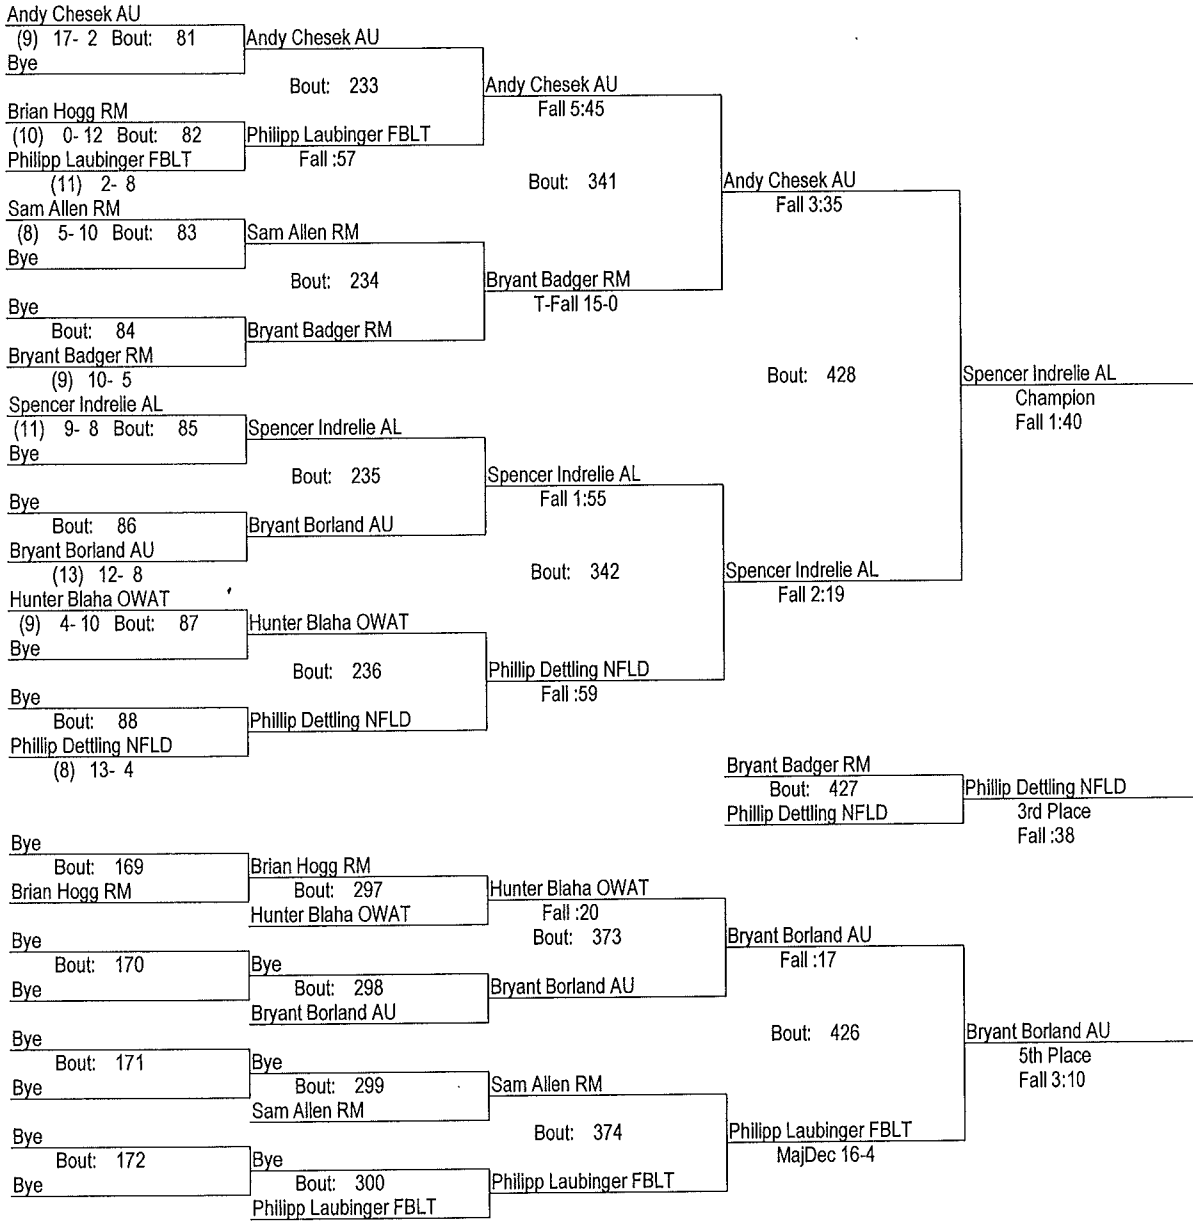 Andy Chesek AU
(9) 17- 2 Bout: 81
Bye
Andy Chesek AU
Bout: 233
Andy Chesek AU
Fall 5:45
Brian Hogg RM
(10) 0- 12 Bout: 82
Philipp Laubinger FBLT
(11) 2- 8
Philipp Laubinger FBLT
Fall :57
Bout: 341
Andy Chesek AU
Fall 3:35
Sam Allen RM
(8) 5- 10 Bout: 83
Bye
Sam Allen RM
Bout: 234
Bryant Badger RM
T-Fall 15-0
Bye
Bout: 84
Bryant Badger RM
(9) 10- 5
Bryant Badger RM
Bout: 428
Spencer Indrelie AL
Champion
Fall 1:40
Spencer Indrelie AL
(11) 9- 8 Bout: 85
Bye
Spencer Indrelie AL
Bout: 235
Spencer Indrelie AL
Fall 1:55
Bye
Bout: 86
Bryant Borland AU
(13) 12- 8
Bryant Borland AU
Bout: 342
Spencer Indrelie AL
Fall 2:19
Hunter Blaha OWAT
(9) 4- 10 Bout: 87
Bye
Hunter Blaha OWAT
Bout: 236
Phillip Dettling NFLD
Fall :59
Bye
Bout: 88
Phillip Dettling NFLD
(8) 13- 4
Phillip Dettling NFLD
Bryant Badger RM
Bout: 427
Phillip Dettling NFLD
Phillip Dettling NFLD
3rd Place
Fall :38
Bye
Bout: 169
Brian Hogg RM
Brian Hogg RM
Bout: 297
Hunter Blaha OWAT
Hunter Blaha OWAT
Fall :20
Bout: 373
Bryant Borland AU
Fall :17
Bye
Bout: 170
Bye
Bye
Bout: 298
Bryant Borland AU
Bryant Borland AU
Bout: 426
Bryant Borland AU
5th Place
Fall 3:10
Bye
Bout: 171
Bye
Bye
Bout: 299
Sam Allen RM
Sam Allen RM
Bout: 374
Philipp Laubinger FBLT
MajDec 16-4
Bye
Bout: 172
Bye
Bye
Bout: 300
Philipp Laubinger FBLT
Philipp Laubinger FBLT